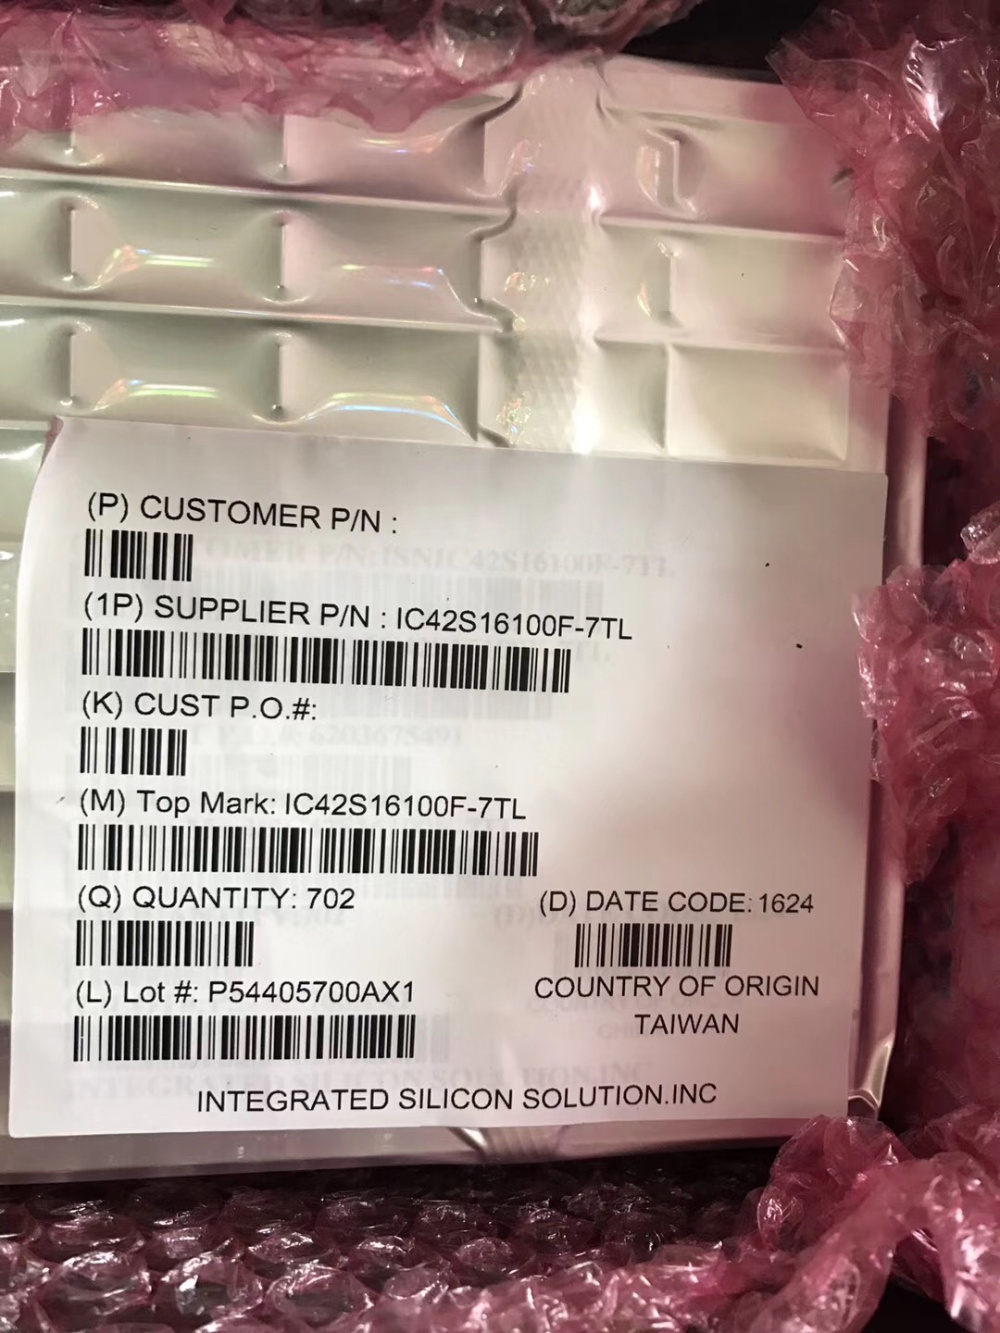 (P) CUSTOMER P/N :
(1P) SUPPLIER P/N : IC42S16100F-7TL
(K) CUST P.O.#:
(M) Top Mark: IC42S16100F-7TL
(Q) QUANTITY: 702
(D) DATE CODE: 1624
(L) Lot #: P54405700AX1
COUNTRY OF ORIGIN
TAIWAN
INTEGRATED SILICON SOLUTION.INC